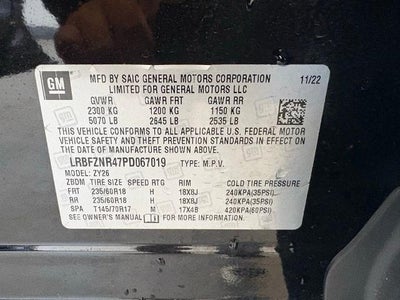 GM
MFD BY SAIC GENERAL MOTORS CORPORATION 11/22
LIMITED FOR GENERAL MOTORS LLC
GVWR GAWR FRT GAWR RR
2300 KG 1200 KG 1150 KG
5070 LB 2645 LB 2535 LB
THIS VEHICLE CONFORMS TO ALL APPLICABLE U.S. FEDERAL MOTOR
VEHICLE SAFETY AND THEFT PREVENTION STANDARDS IN EFFECT
ON THE DATE OF MANUFACTURE SHOWN ABOVE.
LRBFZNR47PD067019 TYPE: M.P.V.
MODEL: ZY26
ZBDM TIRE SIZE SPEED RTG RIM COLD TIRE PRESSURE
FRT 235/60R18 H 18X8J 240KPA(35PSI)
RR 235/60R18 H 18X8J 240KPA(35PSI)
SPA T145/70R17 M 17X4B 420KPA(60PSI)
SEE OWNER'S MANUAL FOR ADDITIONAL INFORMATION.